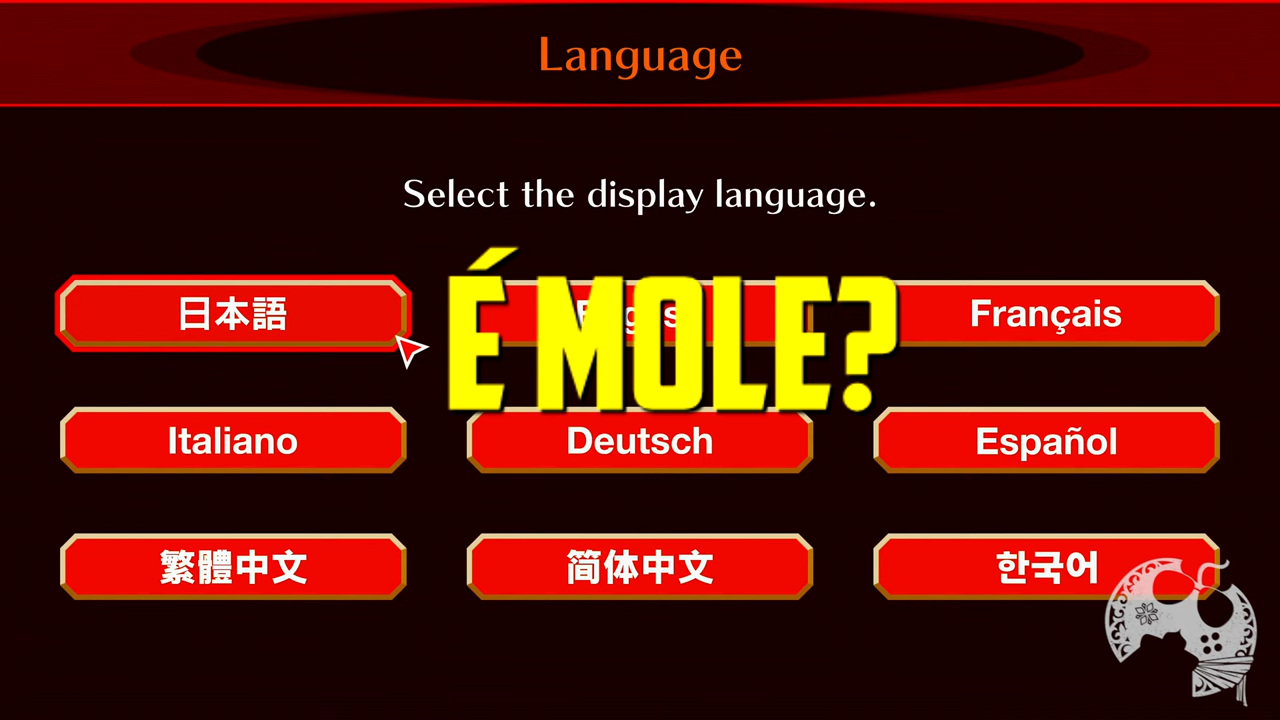 Language
Select the display language.
日本語
É MOLE?
Français
Italiano
Deutsch
Español
繁體中文
简体中文
한국어